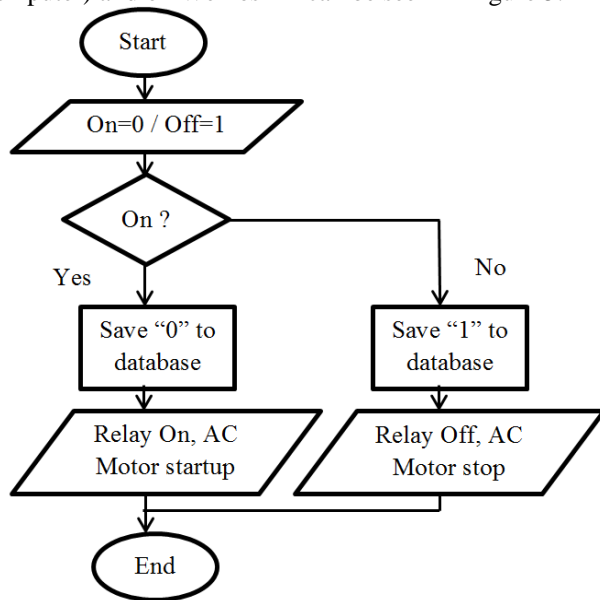 Start
On=0 / Off=1
On ?
Yes
No
Save “0” to
database
Save “1” to
database
Relay On, AC
Motor startup
Relay Off, AC
Motor stop
End